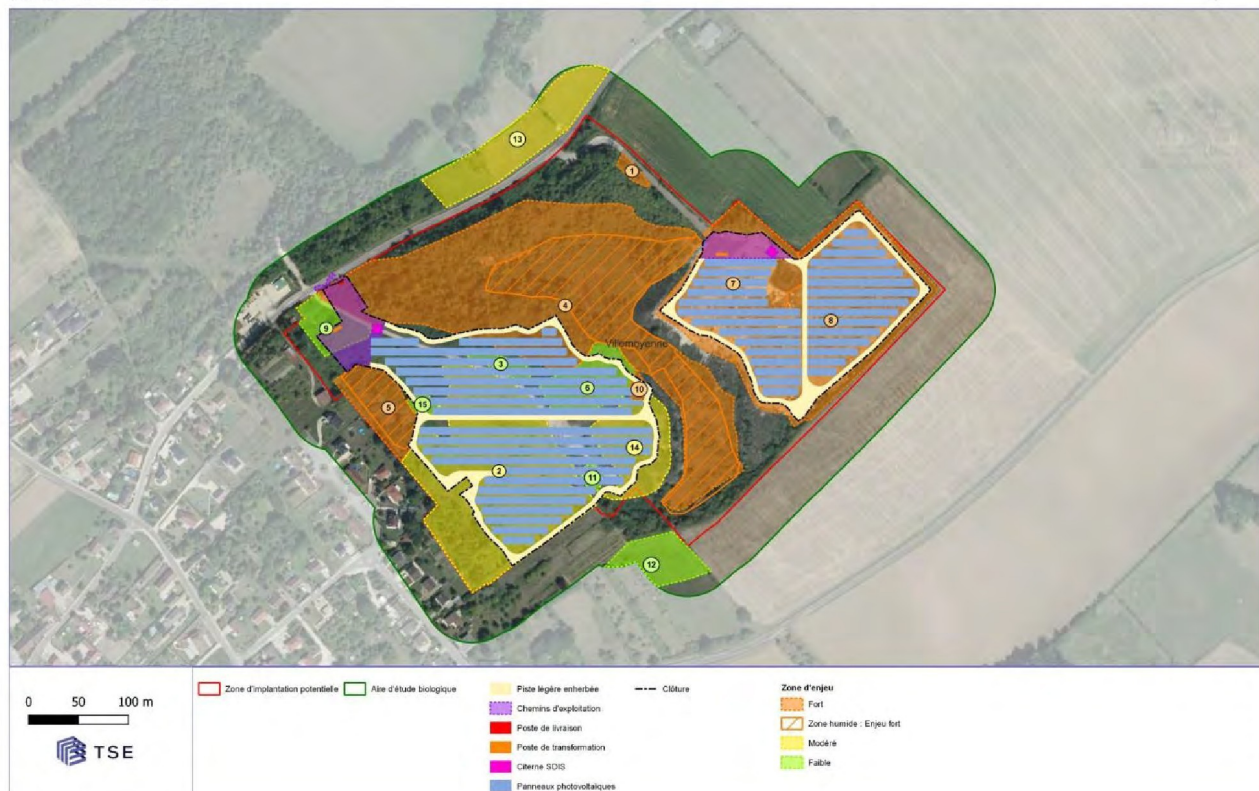 13
1
7
4
8
9
Villemoyenne
3
6
10
5
15
14
2
11
12
0 50 100 m
TSE
Zone d'implantation potentielle
Aire d'étude biologique
Piste légère enherbée
Chemins d'exploitation
Poste de livraison
Poste de transformation
Citerne SDIS
Panneaux photovoltaïques
Clôture
Zone d'enjeu
Fort
Zone humide : Enjeu fort
Modéré
Faible